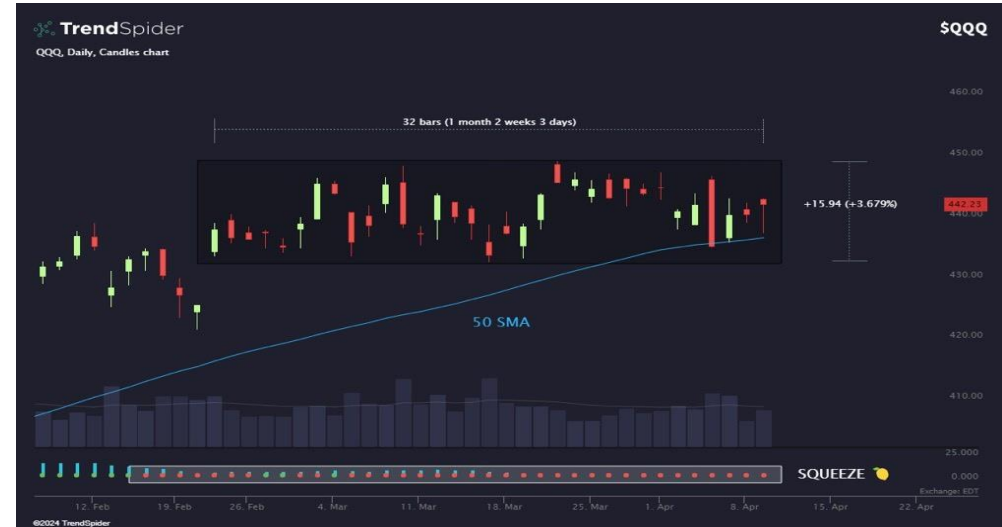 TrendSpider
$QQQ
QQQ, Daily, Candles chart
460.00
32 bars (1 month 2 weeks 3 days)
450.00
+15.94 (+3.679%)
442.23
440.00
430.00
50 SMA
420.00
410.00
25.000
SQUEEZE 🍋
0.000
Exchange: EDT
12. Feb 19. Feb 26. Feb 4. Mar 11. Mar 18. Mar 25. Mar 1. Apr 8. Apr 15. Apr 22. Apr
©2024 TrendSpider